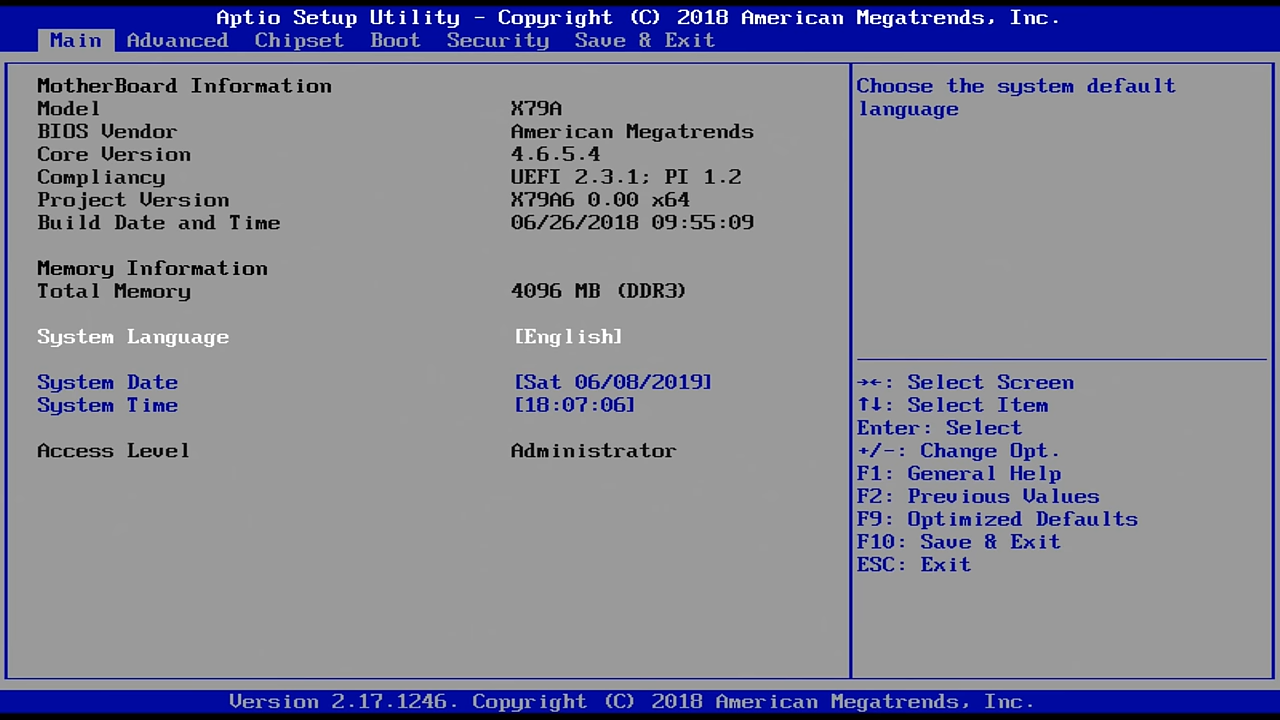 Aptio Setup Utility - Copyright (C) 2018 American Megatrends, Inc.
Main Advanced Chipset Boot Security Save & Exit
MotherBoard Information
Model X79A
BIOS Vendor American Megatrends
Core Version 4.6.5.4
Compliancy UEFI 2.3.1; PI 1.2
Project Version X79A6 0.00 x64
Build Date and Time 06/26/2018 09:55:09
Memory Information
Total Memory 4096 MB (DDR3)
System Language [English]
System Date [Sat 06/08/2019]
System Time [18:07:06]
Access Level Administrator
Choose the system default
language
→←: Select Screen
↑↓: Select Item
Enter: Select
+/-: Change Opt.
F1: General Help
F2: Previous Values
F9: Optimized Defaults
F10: Save & Exit
ESC: Exit
Version 2.17.1246. Copyright (C) 2018 American Megatrends, Inc.